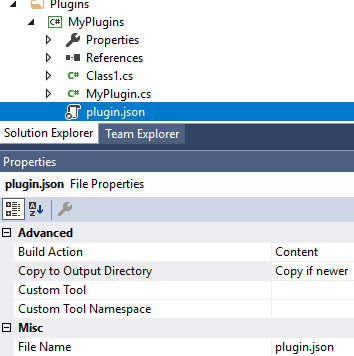 Plugins
C# MyPlugins
Properties
References
C# Class1.cs
C# MyPlugin.cs
plugin.json
Solution Explorer Team Explorer
Properties
plugin.json File Properties
Advanced
Build Action Content
Copy to Output Directory Copy if newer
Custom Tool
Custom Tool Namespace
Misc
File Name plugin.json